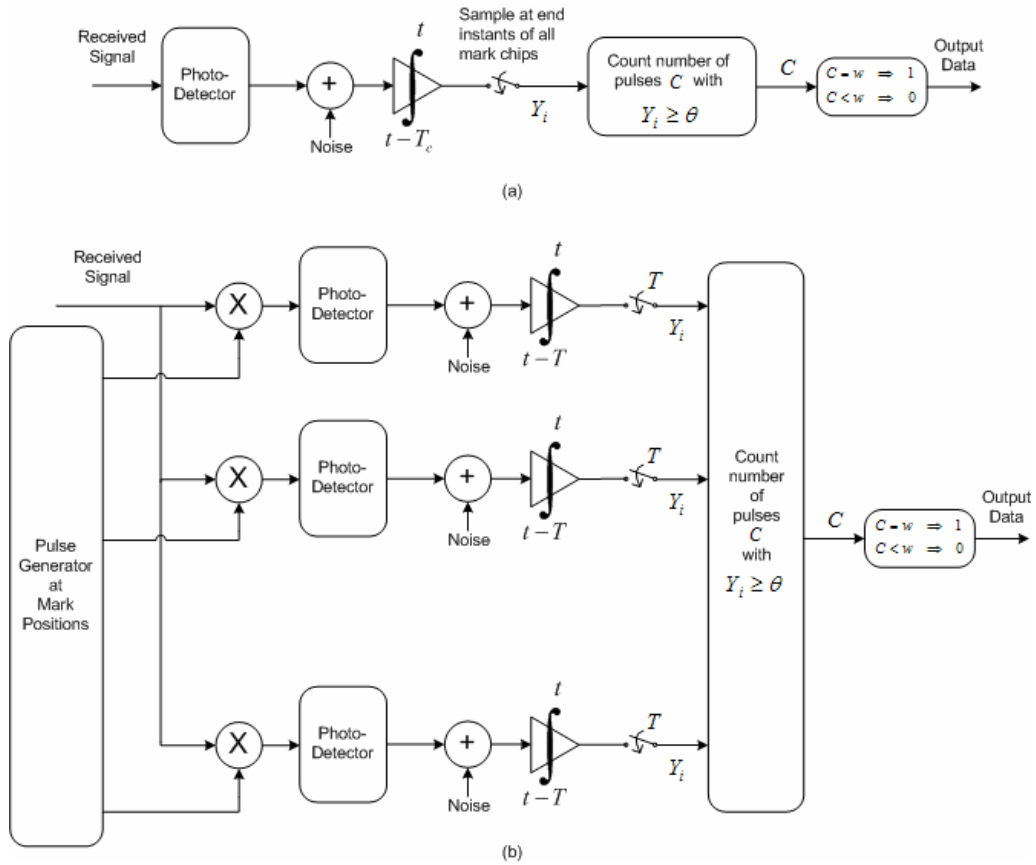 Received
Signal
Photo-
Detector
+
Noise
t
∫
t − T_c
Sample at end
instants of all
mark chips
Y_i
Count number of
pulses C with
Y_i ≥ θ
C
C = w ⇒ 1
C < w ⇒ 0
Output
Data
(a)
Received
Signal
Pulse
Generator
at
Mark
Positions
X
Photo-
Detector
+
Noise
t
∫
t − T
T
Y_i
X
Photo-
Detector
+
Noise
t
∫
t − T
T
Y_i
X
Photo-
Detector
+
Noise
t
∫
t − T
T
Y_i
Count
number
of
pulses
C
with
Y_i ≥ θ
C
C = w ⇒ 1
C < w ⇒ 0
Output
Data
(b)